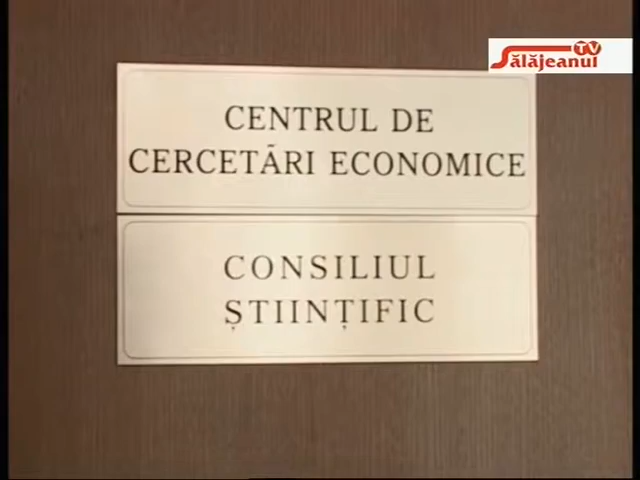 Sălăjeanul TV
CENTRUL DE
CERCETĂRI ECONOMICE
CONSILIUL
ȘTIINȚIFIC